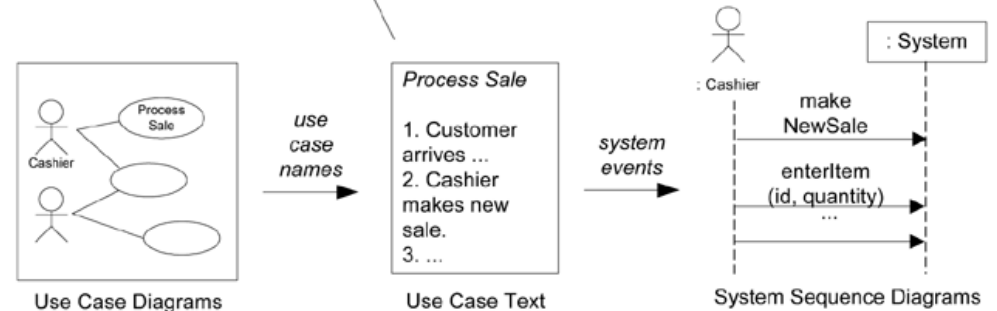 Process
Sale
Cashier
Use Case Diagrams
use
case
names
Process Sale
1. Customer
arrives ...
2. Cashier
makes new
sale.
3. ...
Use Case Text
system
events
: Cashier
: System
make
NewSale
enterItem
(id, quantity)
...
System Sequence Diagrams